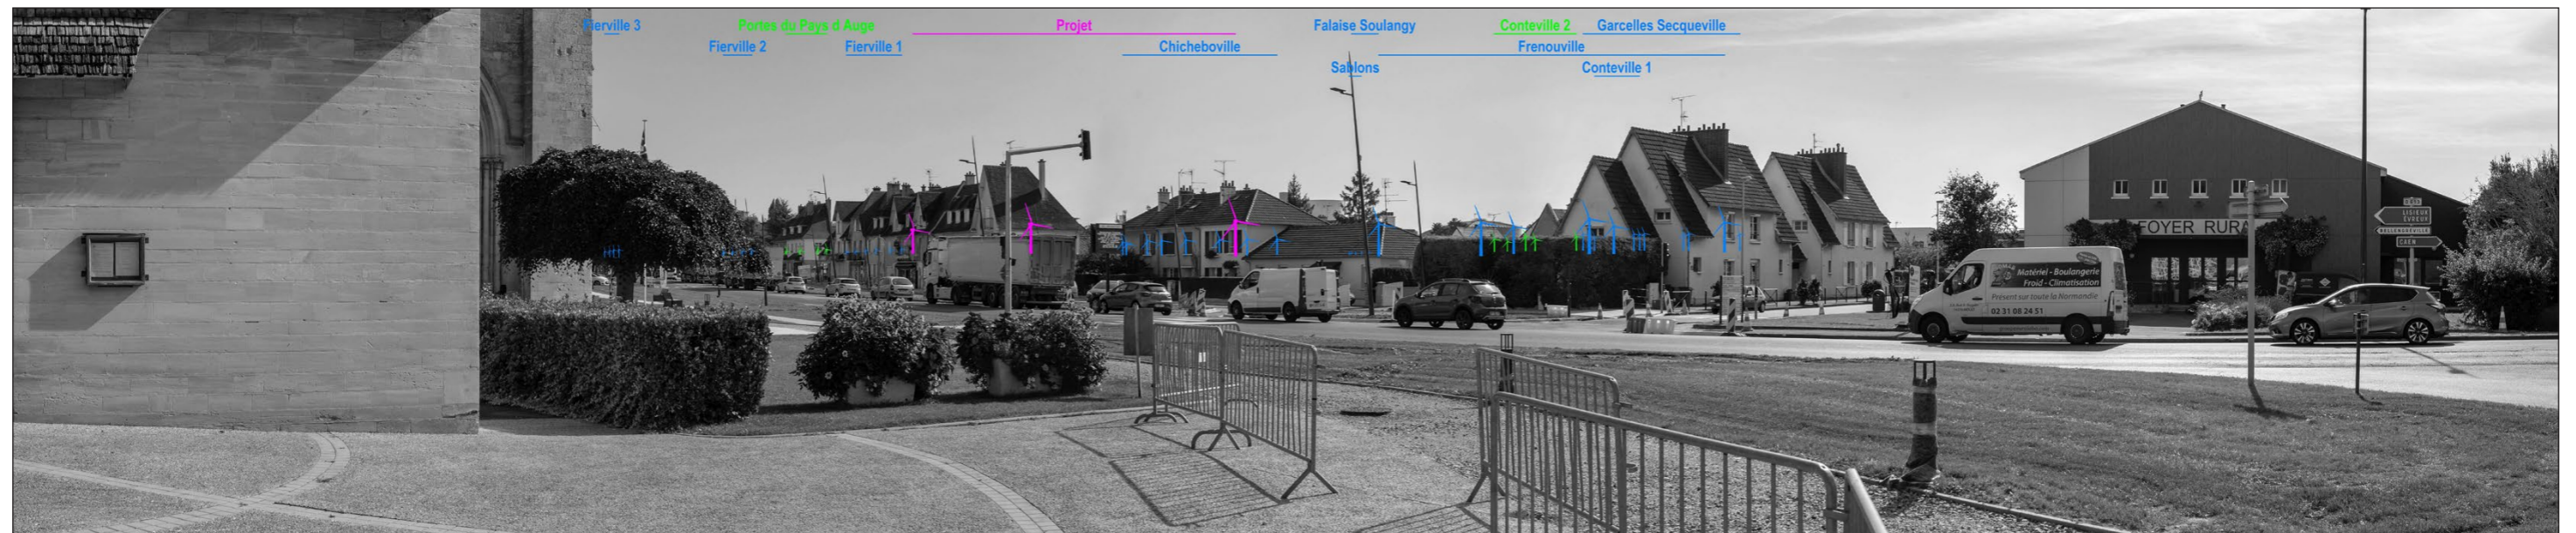 Fierville 3
Portes du Pays d Auge
Projet
Falaise Soulangy
Conteville 2
Garcelles Secqueville
Fierville 2
Fierville 1
Chicheboville
Frenouville
Sablons
Conteville 1
FOYER RURA
LISIEUX
EVREUX
CAEN
Matériel - Boulangerie
Froid - Climatisation
Présent sur toute la Normandie
02 31 08 24 51